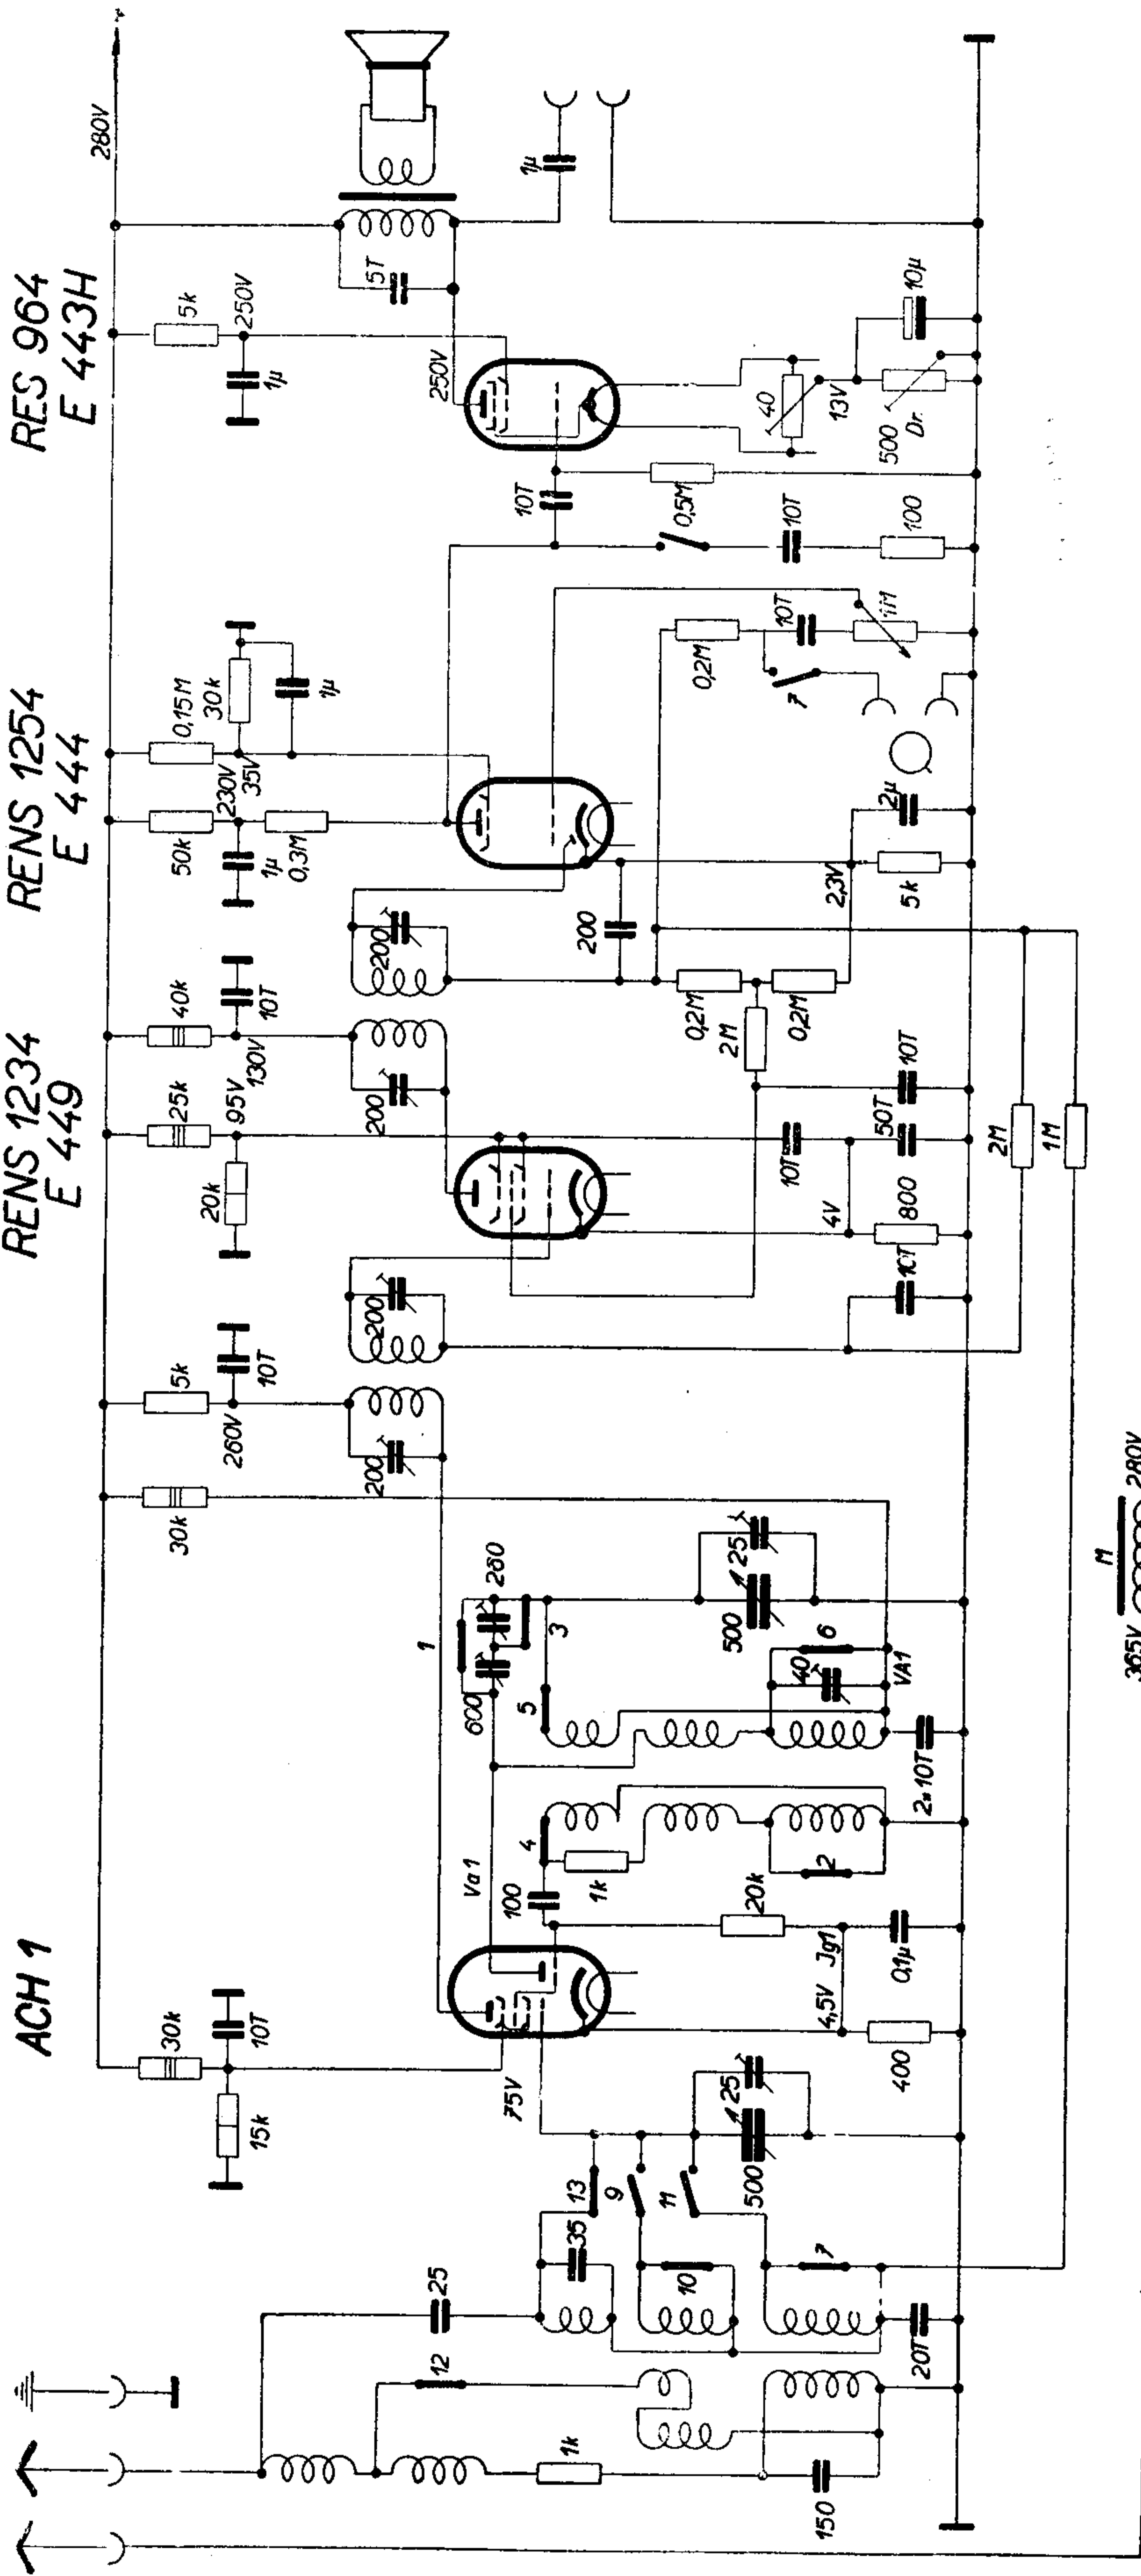 ACH 1
RENS 1234
E 449
RENS 1254
E 444
RES 964
E 443H
280V
30k
10T
15k
75V
30k
5k
10T
260V
25k
95V
20k
40k
10T
130V
50k
230V
1µ
0,3M
0,15M
35V
30k
1µ
5k
250V
1µ
250V
5T
1µ
200
200
200
200
200
10T
25
12
1k
150
35
13
9
10
11
7
20T
500
25
Va1
100
4
1k
2
20k
4,5V
Jg1
400
0,1µ
1
600
260
3
5
500
25
40
6
VA1
2x10T
10T
800
4V
10T
50T
10T
0,2M
2M
0,2M
2,3V
5k
2µ
0,2M
7
10T
1M
0,5M
10T
100
40
13V
500
Dr.
10µ
2M
1M
365V
M
280V